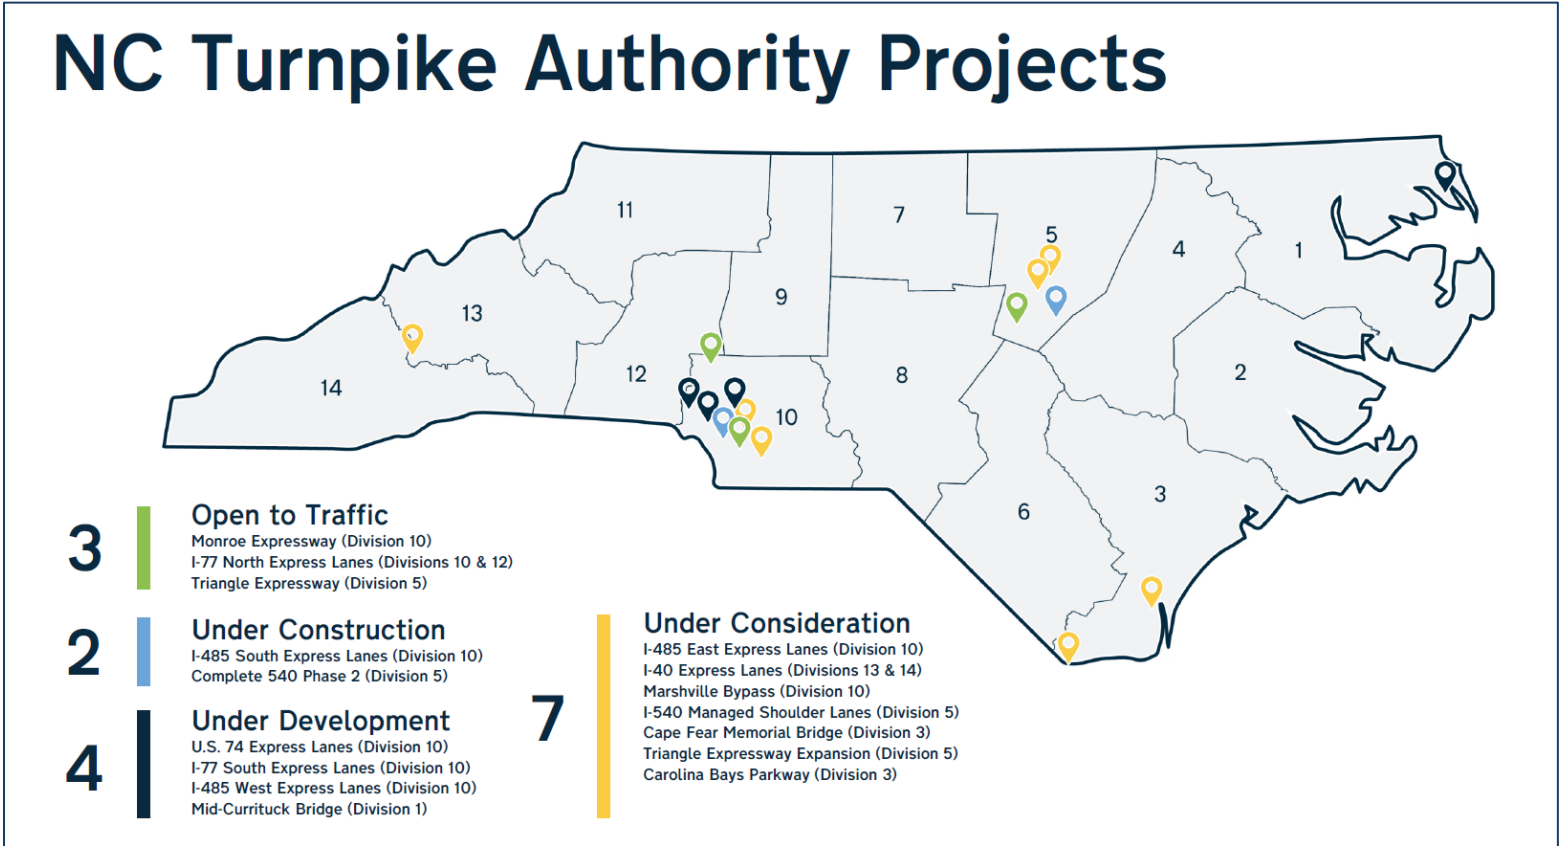 NC Turnpike Authority Projects
11
7
5
4
1
9
13
12
14
8
2
10
3
6
3
Open to Traffic
Monroe Expressway (Division 10)
I-77 North Express Lanes (Divisions 10 & 12)
Triangle Expressway (Division 5)
2
Under Construction
I-485 South Express Lanes (Division 10)
Complete 540 Phase 2 (Division 5)
4
Under Development
U.S. 74 Express Lanes (Division 10)
I-77 South Express Lanes (Division 10)
I-485 West Express Lanes (Division 10)
Mid-Currituck Bridge (Division 1)
7
Under Consideration
I-485 East Express Lanes (Division 10)
I-40 Express Lanes (Divisions 13 & 14)
Marshville Bypass (Division 10)
I-540 Managed Shoulder Lanes (Division 5)
Cape Fear Memorial Bridge (Division 3)
Triangle Expressway Expansion (Division 5)
Carolina Bays Parkway (Division 3)